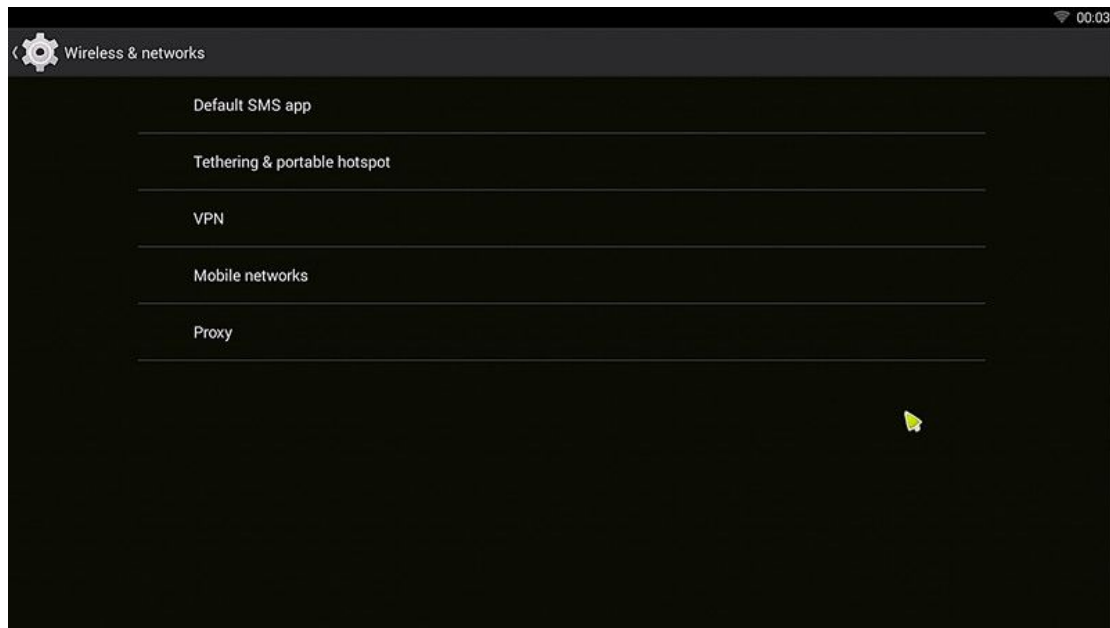 00:03
Wireless & networks
Default SMS app
Tethering & portable hotspot
VPN
Mobile networks
Proxy